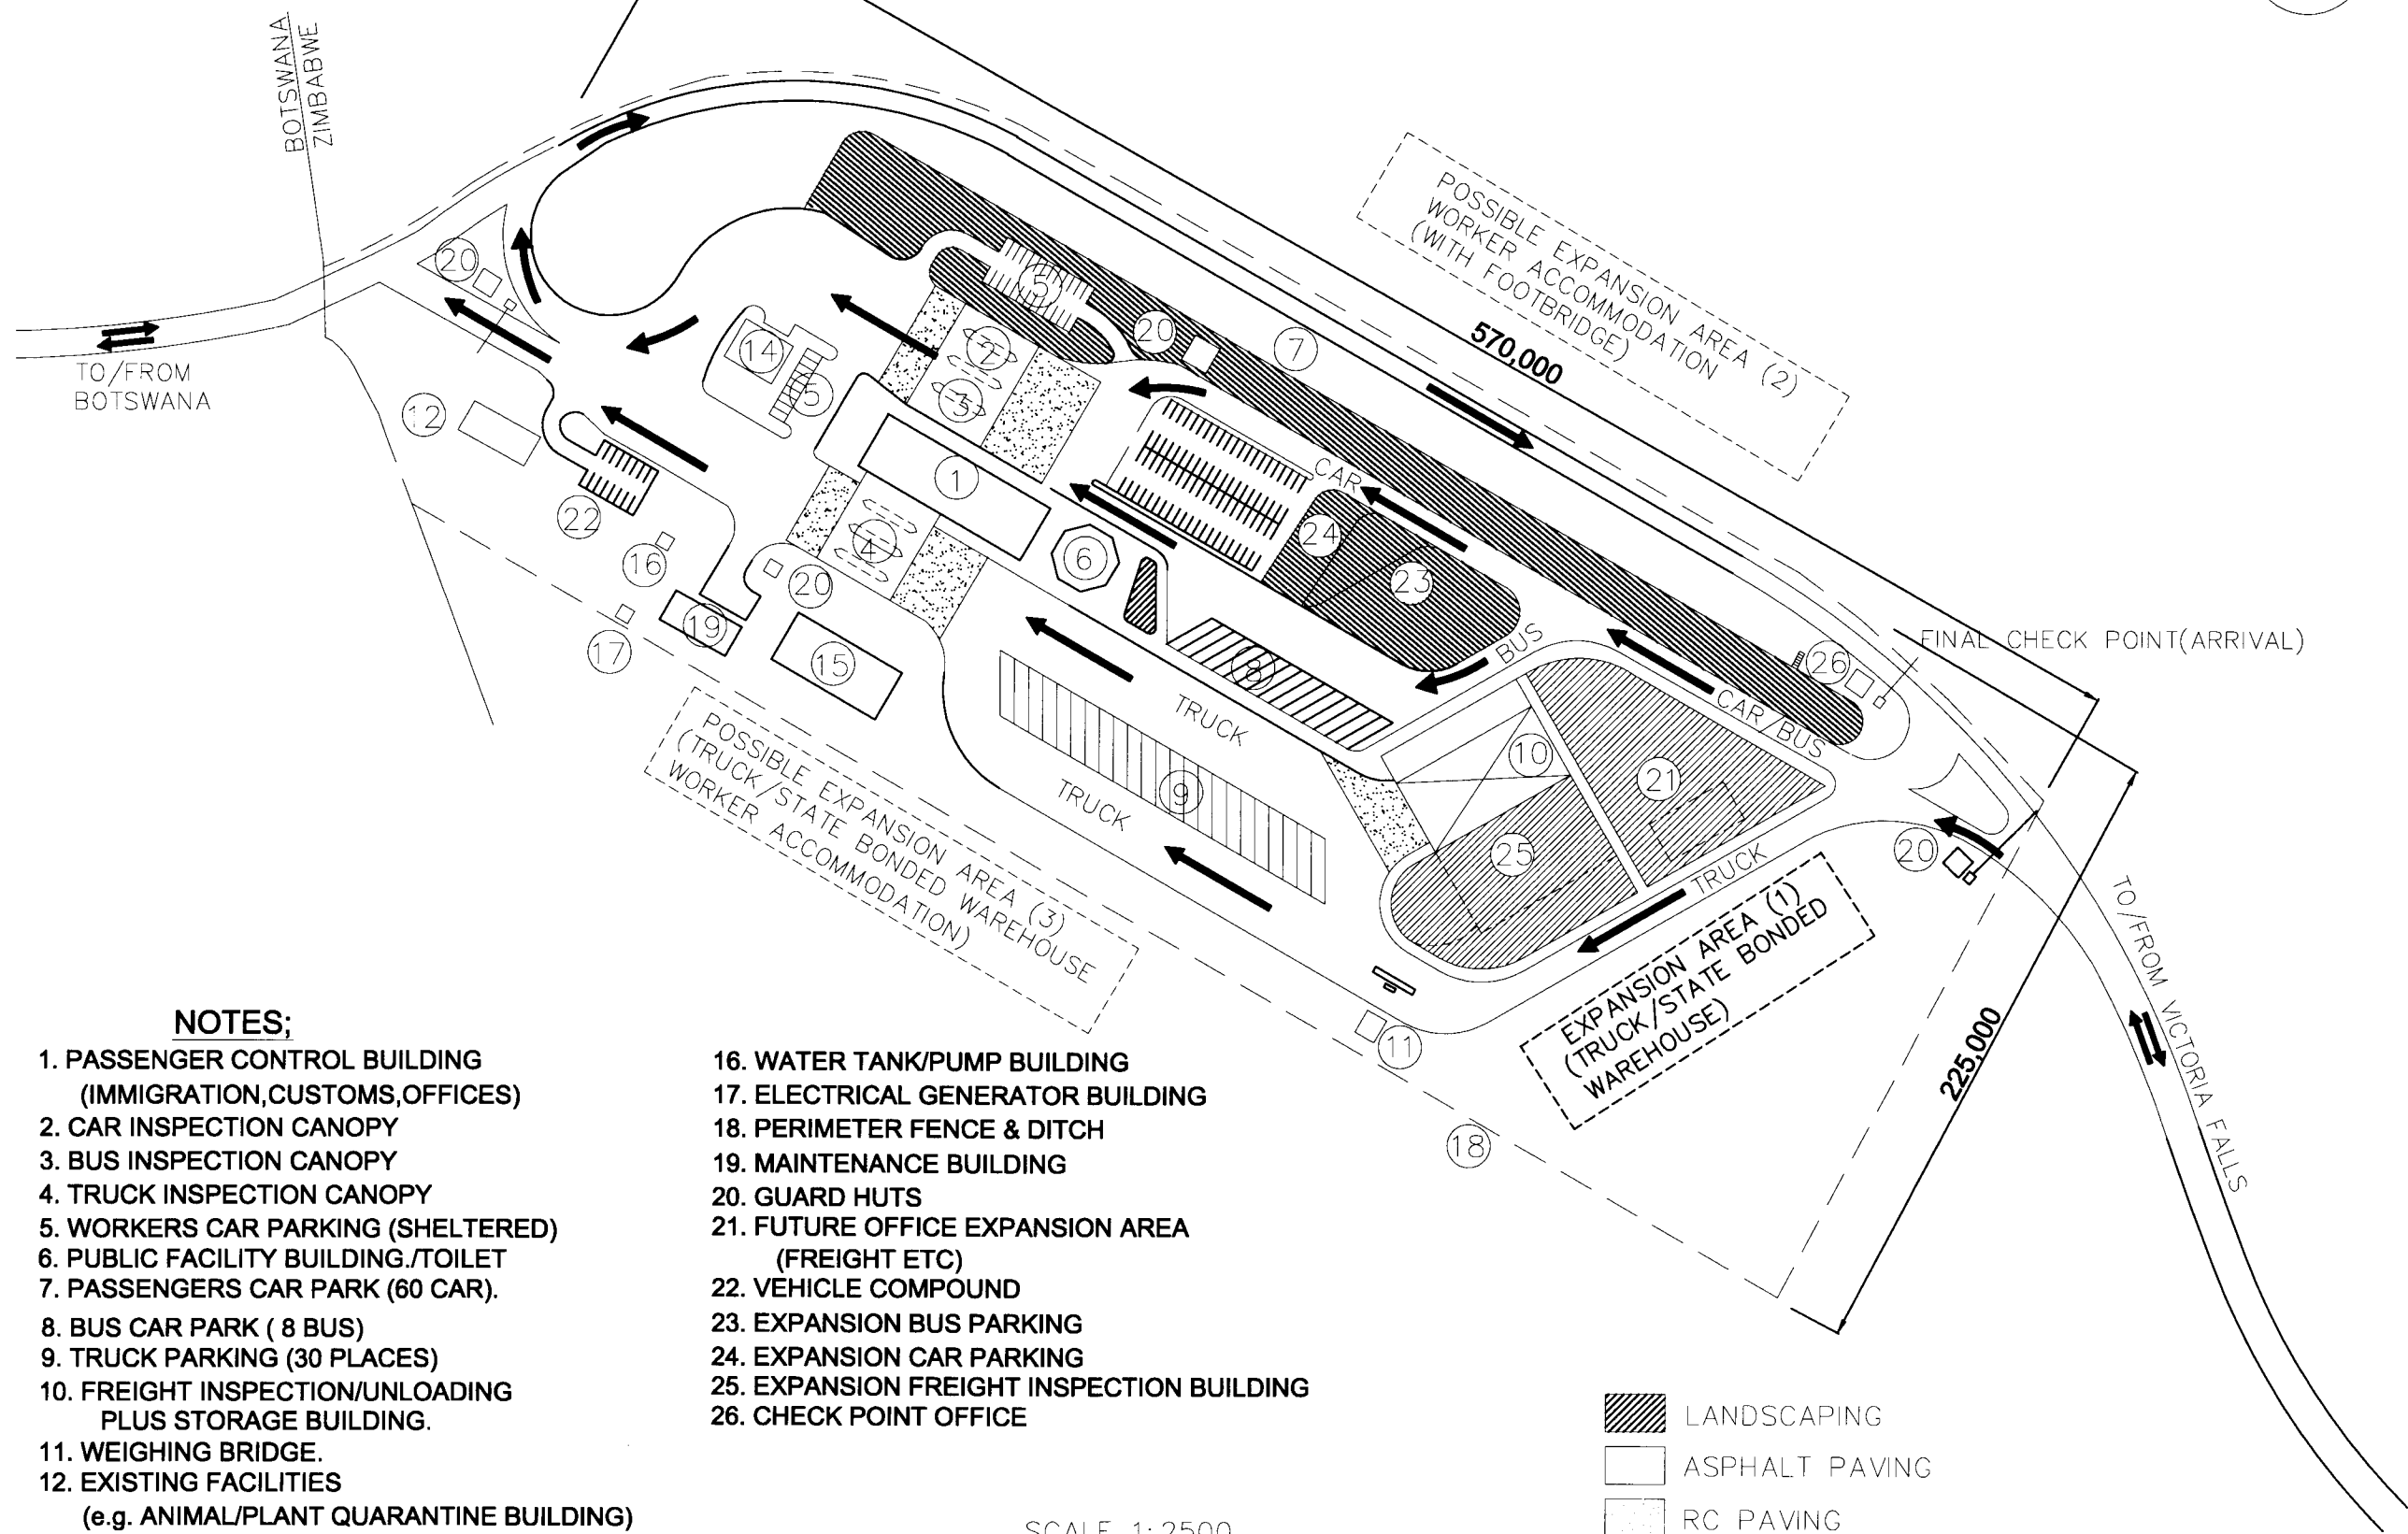 BOTSWANA
ZIMBABWE
TO/FROM
BOTSWANA
POSSIBLE EXPANSION AREA (2)
WORKER ACCOMMODATION
(WITH FOOTBRIDGE)
570,000
20
5
2
3
14
5
20
7
12
1
CAR
24
23
22
16
4
6
20
17
19
15
8
BUS
26
FINAL CHECK POINT(ARRIVAL)
CAR/BUS
TRUCK
10
21
9
TRUCK
25
20
TRUCK
POSSIBLE EXPANSION AREA (3)
(TRUCK/STATE BONDED WAREHOUSE
WORKER ACCOMMODATION)
EXPANSION AREA (1)
(TRUCK/STATE BONDED
WAREHOUSE)
TO/FROM VICTORIA FALLS
225,000
11
18
NOTES;
1. PASSENGER CONTROL BUILDING
(IMMIGRATION,CUSTOMS,OFFICES)
2. CAR INSPECTION CANOPY
3. BUS INSPECTION CANOPY
4. TRUCK INSPECTION CANOPY
5. WORKERS CAR PARKING (SHELTERED)
6. PUBLIC FACILITY BUILDING./TOILET
7. PASSENGERS CAR PARK (60 CAR).
8. BUS CAR PARK ( 8 BUS)
9. TRUCK PARKING (30 PLACES)
10. FREIGHT INSPECTION/UNLOADING
PLUS STORAGE BUILDING.
11. WEIGHING BRIDGE.
12. EXISTING FACILITIES
(e.g. ANIMAL/PLANT QUARANTINE BUILDING)
16. WATER TANK/PUMP BUILDING
17. ELECTRICAL GENERATOR BUILDING
18. PERIMETER FENCE & DITCH
19. MAINTENANCE BUILDING
20. GUARD HUTS
21. FUTURE OFFICE EXPANSION AREA
(FREIGHT ETC)
22. VEHICLE COMPOUND
23. EXPANSION BUS PARKING
24. EXPANSION CAR PARKING
25. EXPANSION FREIGHT INSPECTION BUILDING
26. CHECK POINT OFFICE
LANDSCAPING
ASPHALT PAVING
RC PAVING
SCALE 1:2500